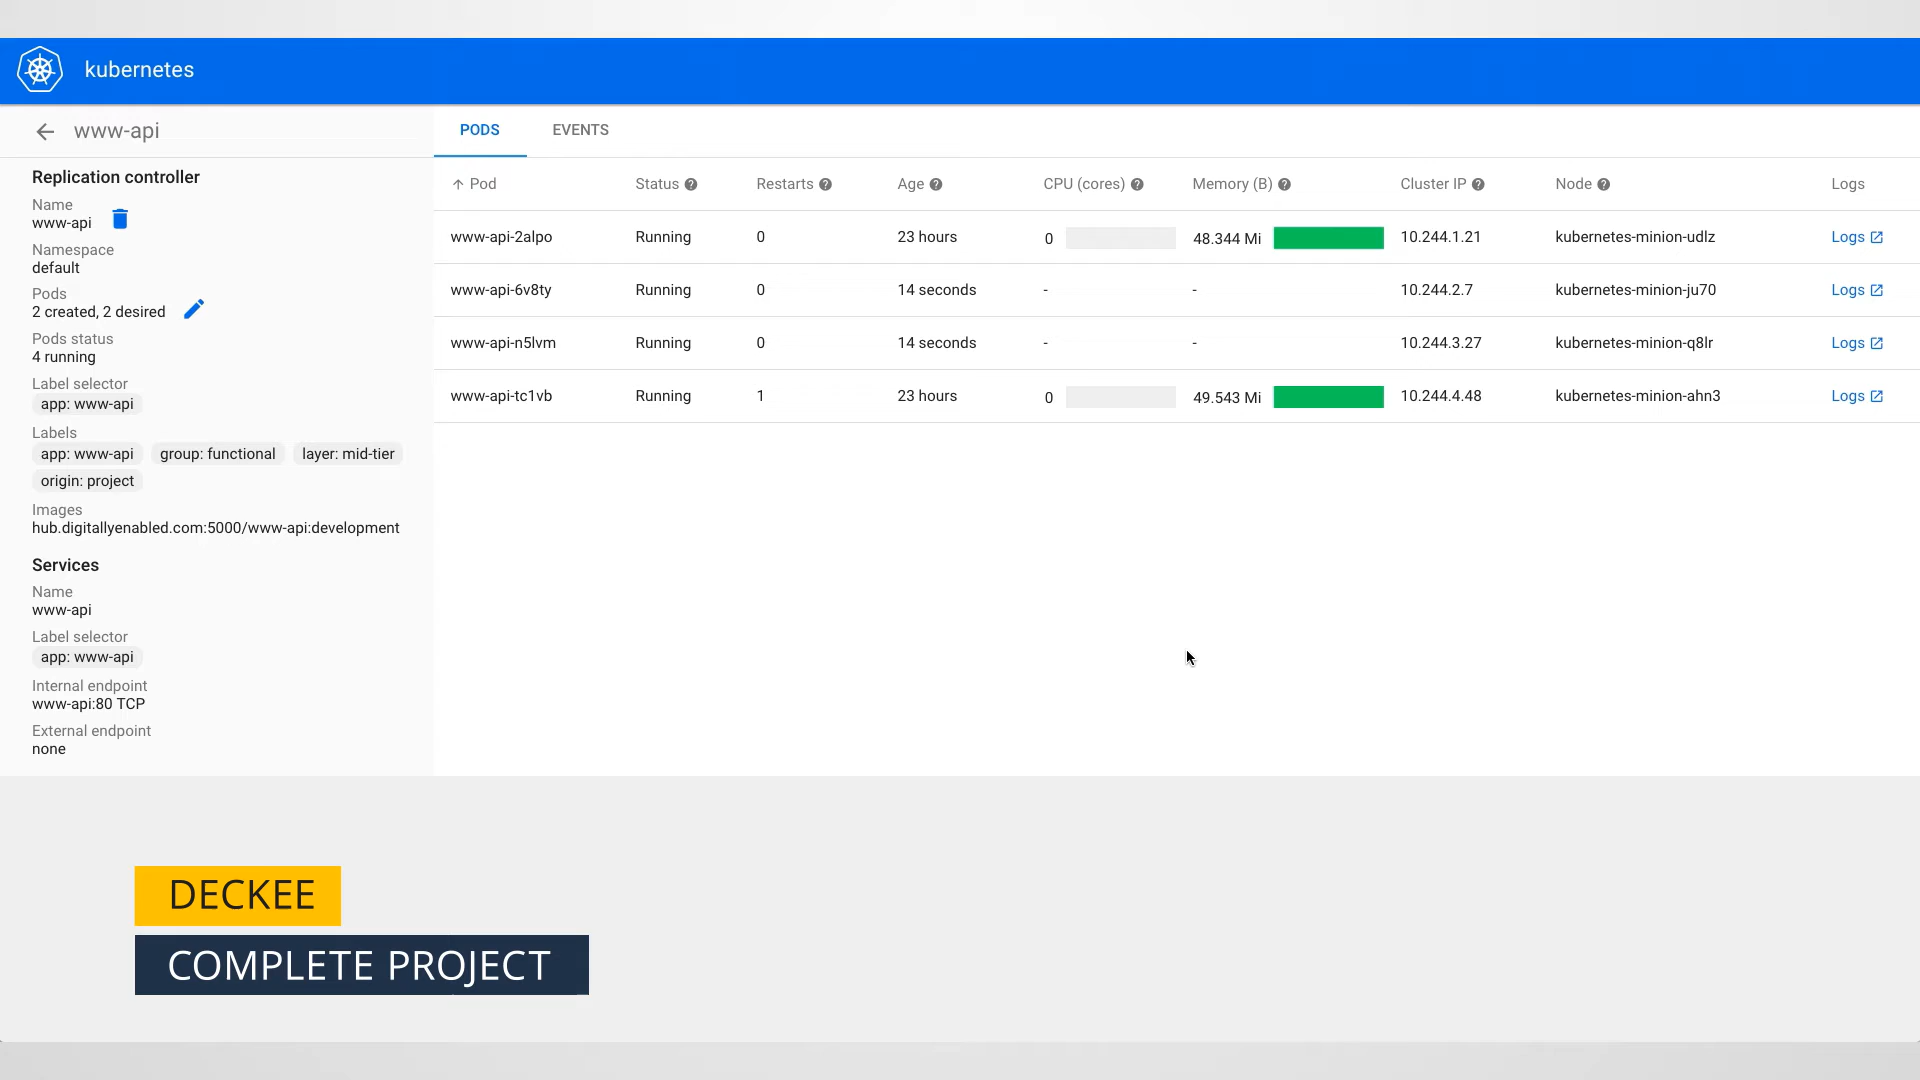 kubernetes
www-api
PODS EVENTS
Replication controller
Name
www-api
Namespace
default
Pods
2 created, 2 desired
Pods status
4 running
Label selector
app: www-api
Labels
app: www-api group: functional layer: mid-tier
origin: project
Images
hub.digitallyenabled.com:5000/www-api:development
Services
Name
www-api
Label selector
app: www-api
Internal endpoint
www-api:80 TCP
External endpoint
none
Pod Status Restarts Age CPU (cores) Memory (B) Cluster IP Node Logs
www-api-2alpo Running 0 23 hours 0 48.344 Mi 10.244.1.21 kubernetes-minion-udlz Logs
www-api-6v8ty Running 0 14 seconds - - 10.244.2.7 kubernetes-minion-ju70 Logs
www-api-n5lvm Running 0 14 seconds - - 10.244.3.27 kubernetes-minion-q8lr Logs
www-api-tc1vb Running 1 23 hours 0 49.543 Mi 10.244.4.48 kubernetes-minion-ahn3 Logs
DECKEE
COMPLETE PROJECT